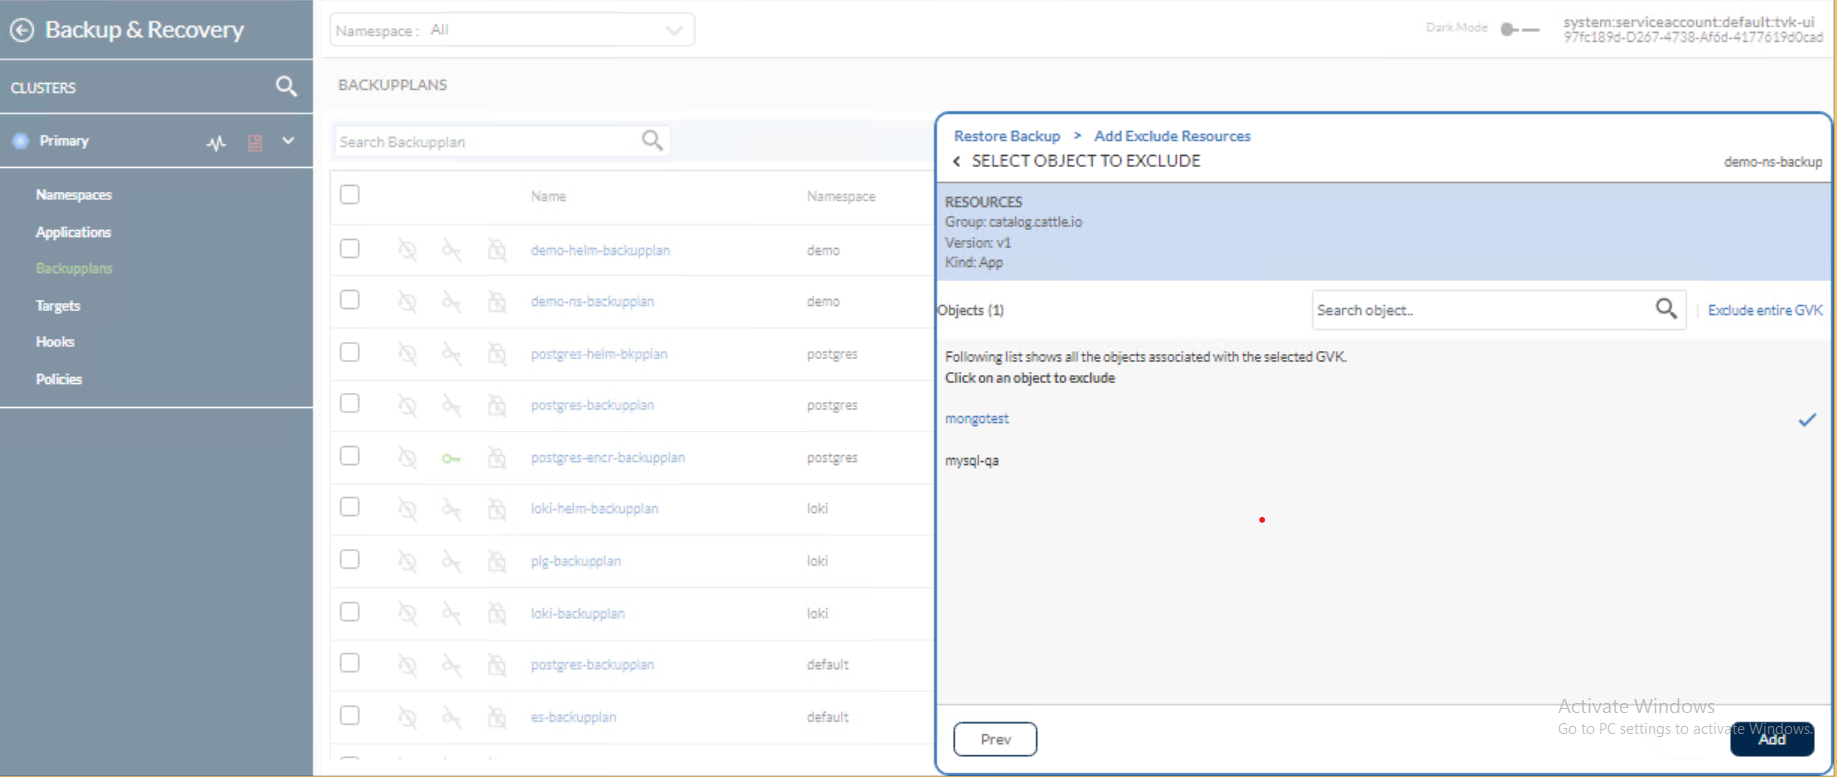 Backup & Recovery
Namespace : All
Dark Mode
system:serviceaccount:default:tvk-ui
97fc189d-D267-4738-Af6d-4177619d0cad
CLUSTERS
BACKUPPLANS
Primary
Search Backupplan
Namespaces
Applications
Backupplans
Targets
Hooks
Policies
Name Namespace
demo-helm-backupplan demo
demo-ns-backupplan demo
postgres-helm-bkpplan postgres
postgres-backupplan postgres
postgres-encr-backupplan postgres
loki-helm-backupplan loki
plg-backupplan loki
loki-backupplan loki
postgres-backupplan default
es-backupplan default
Restore Backup > Add Exclude Resources
SELECT OBJECT TO EXCLUDE
demo-ns-backup
RESOURCES
Group: catalog.cattle.io
Version: v1
Kind: App
Objects (1)
Search object..
Exclude entire GVK
Following list shows all the objects associated with the selected GVK.
Click on an object to exclude
mongotest
mysql-qa
Activate Windows
Go to PC settings to activate Windows.
Prev
Add